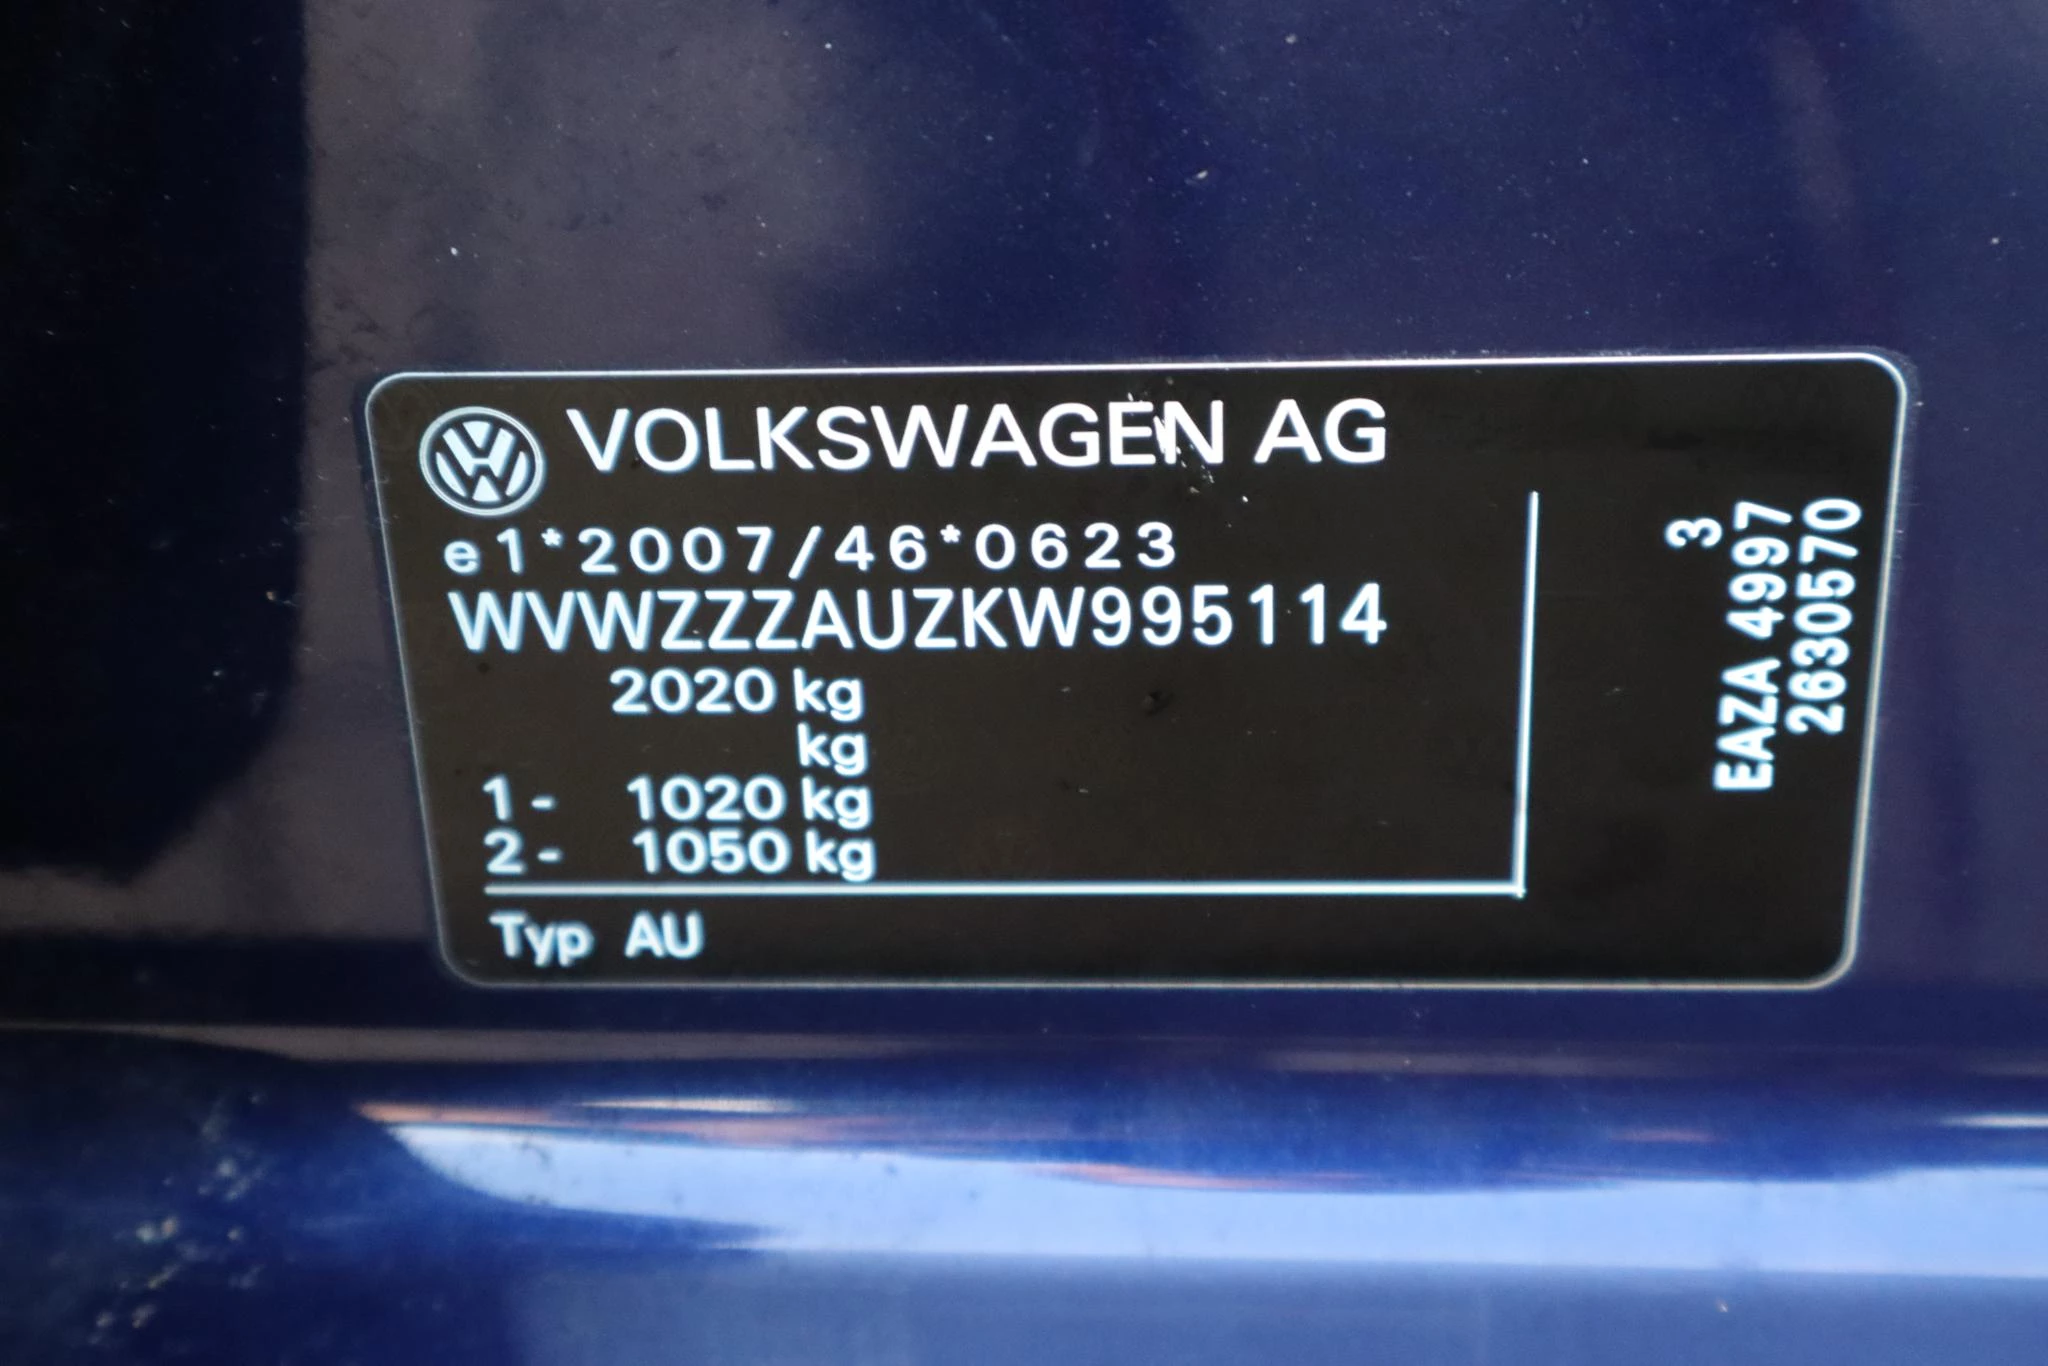 VOLKSWAGEN AG
e1*2007/46*0623
WVWZZZAUZKW995114
2020 kg
kg
1- 1020 kg
2- 1050 kg
Typ AU
3
EAZA 4997
2630570